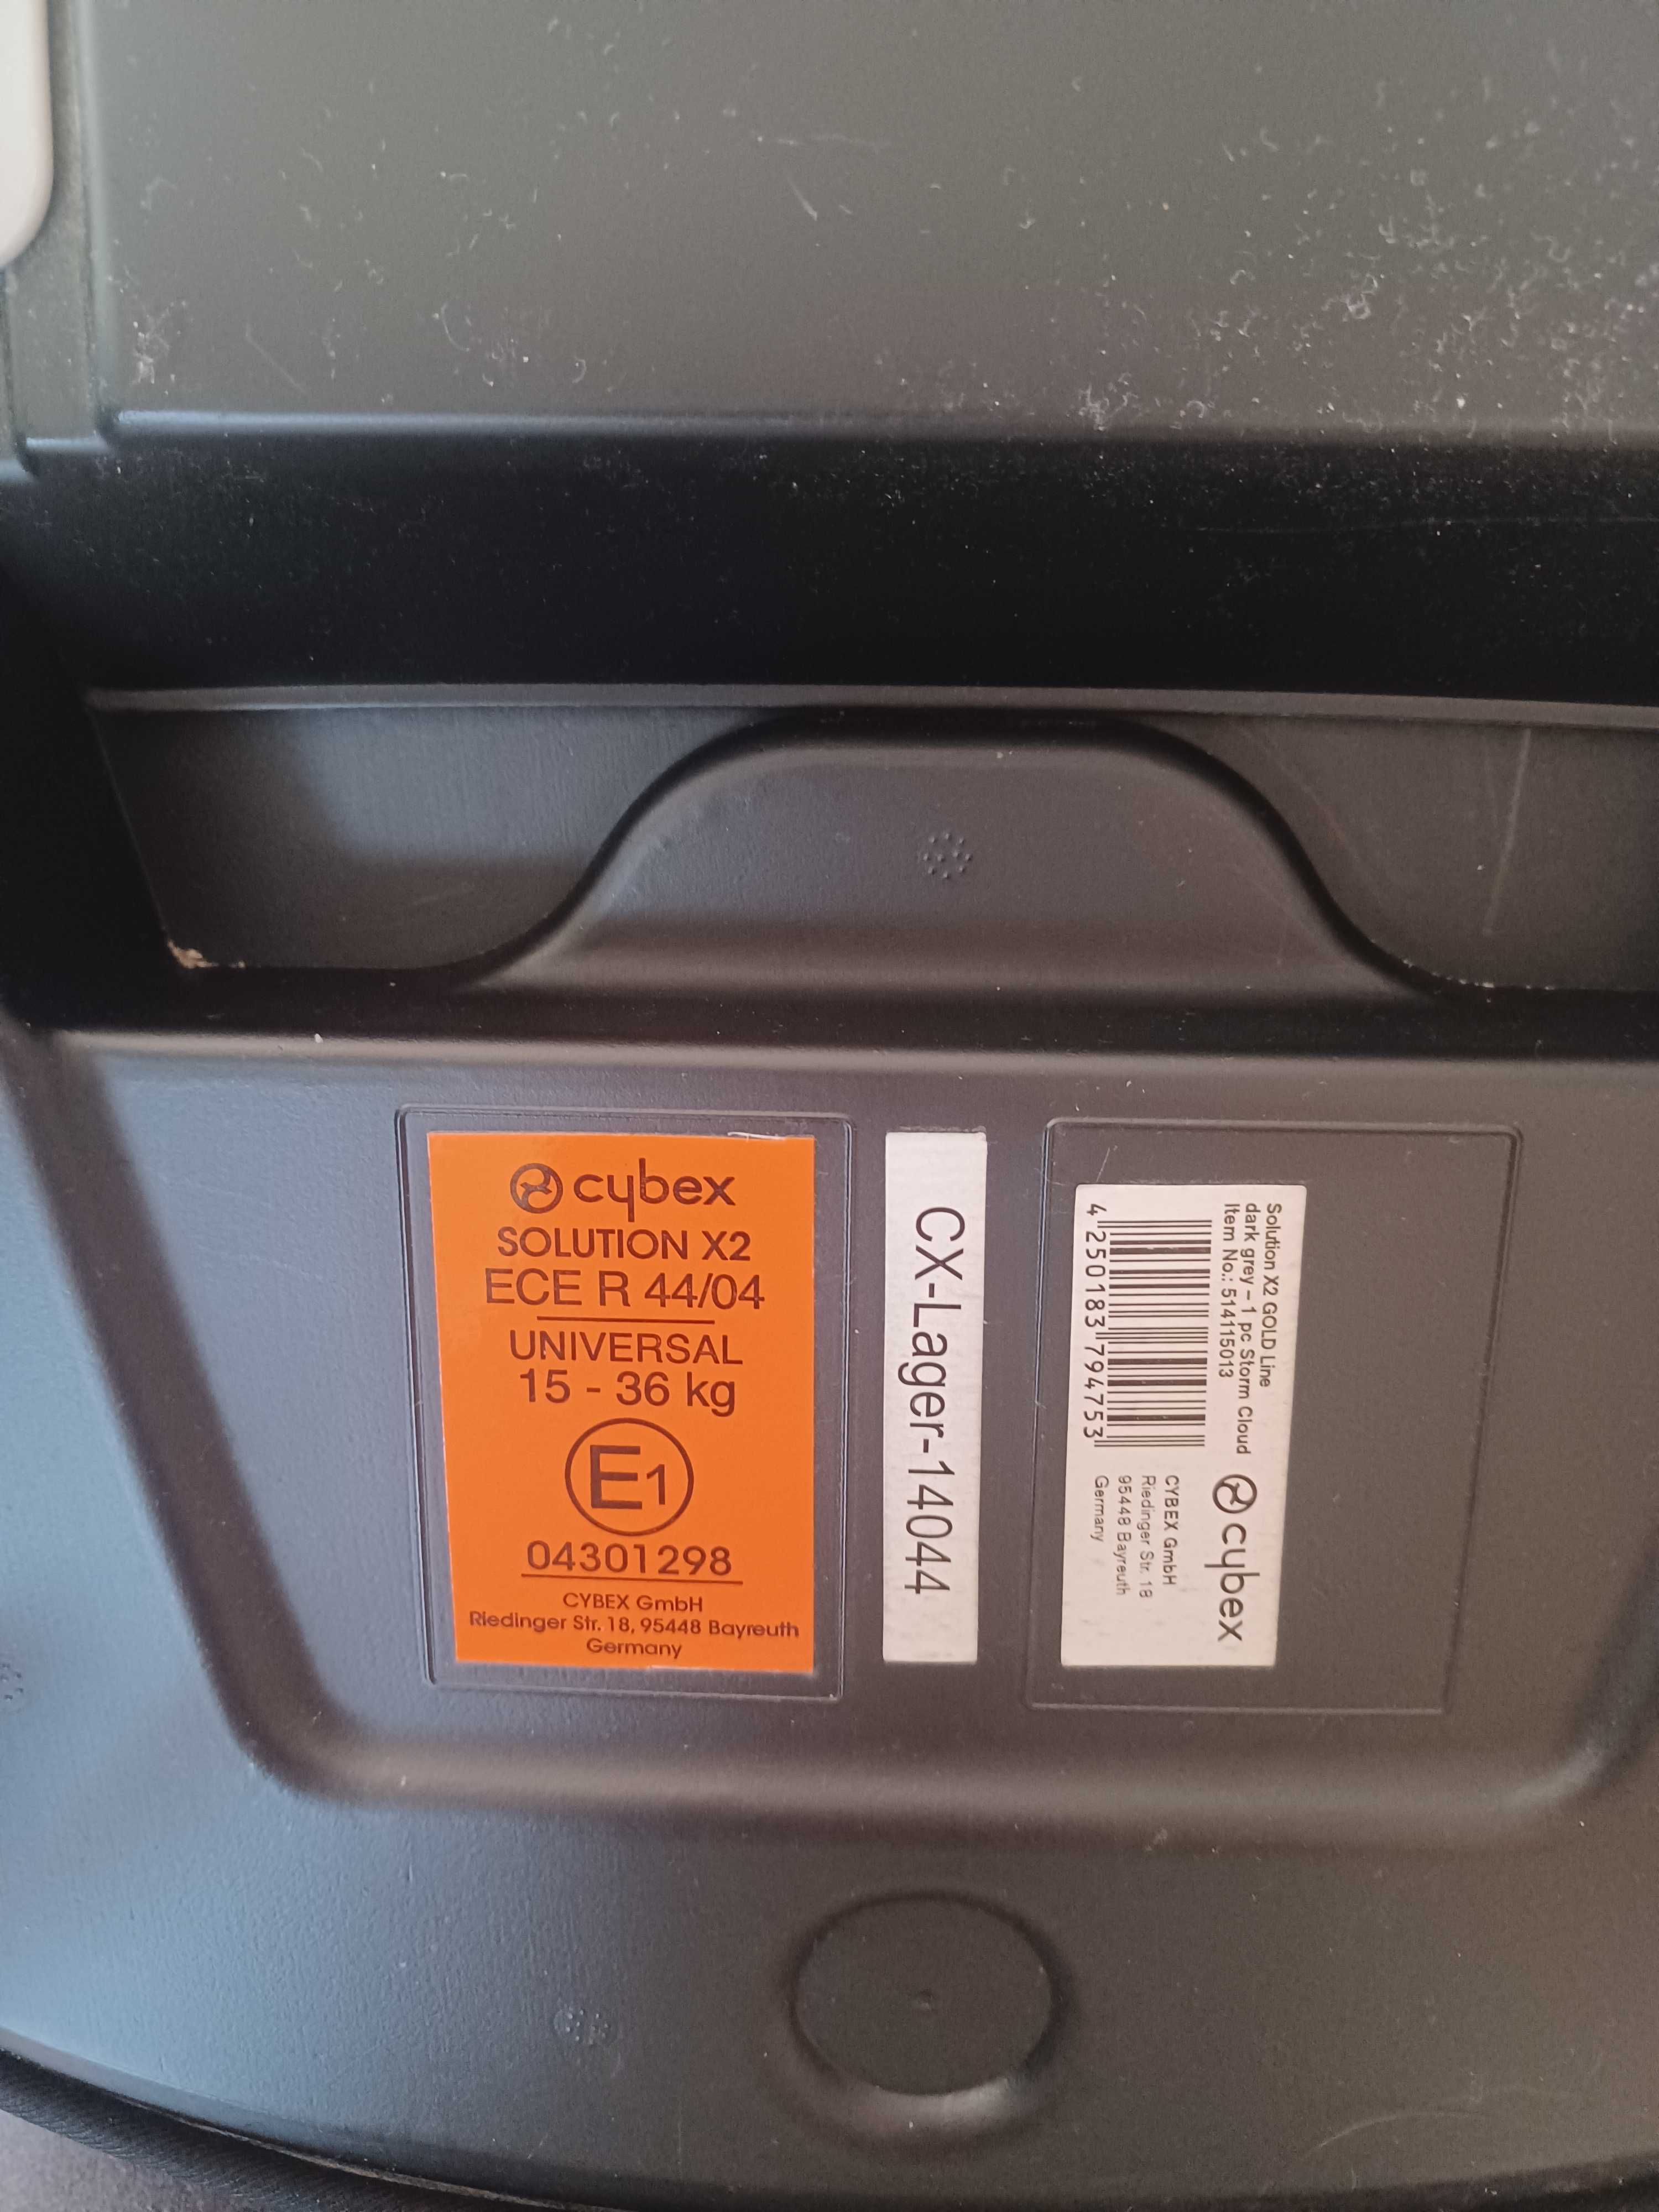 cybex
SOLUTION X2
ECE R 44/04
UNIVERSAL
15 - 36 kg
E1
04301298
CYBEX GmbH
Riedinger Str. 18, 95448 Bayreuth
Germany
CX-Lager-14044
Solution X2 GOLD Line
dark grey – 1 pc Storm Cloud
Item No.: 514115013
4 250183 794753
cybex
CYBEX GmbH
Riedinger Str. 18
95448 Bayreuth
Germany